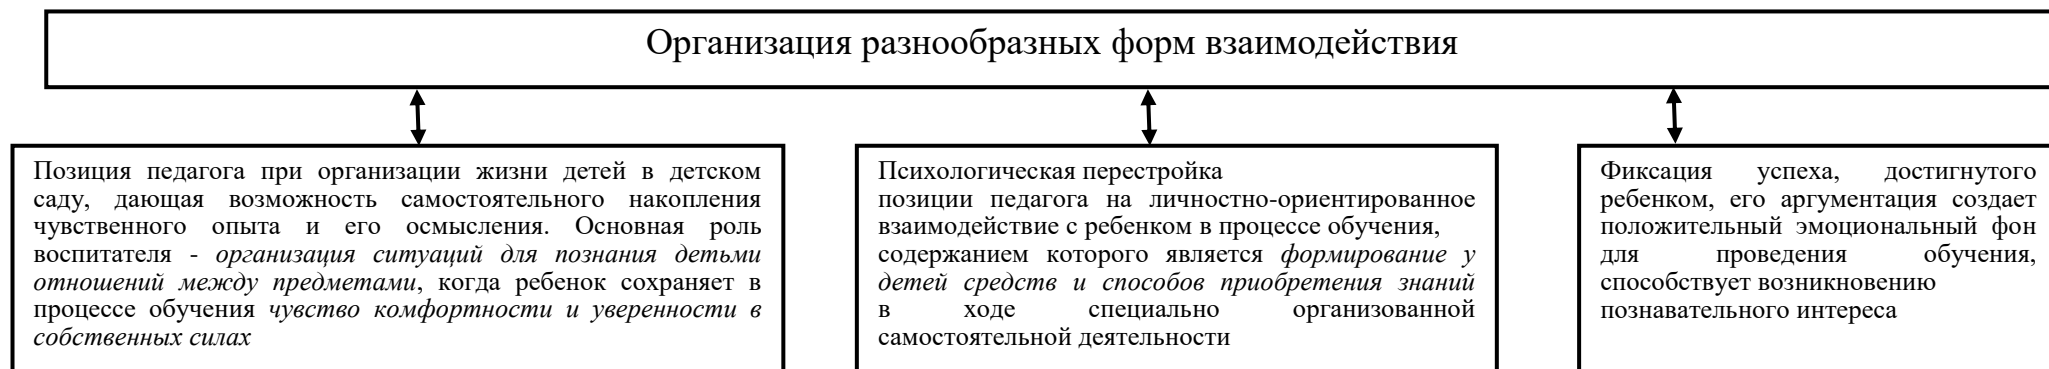 Организация разнообразных форм взаимодействия
Позиция педагога при организации жизни детей в детском
саду, дающая возможность самостоятельного накопления
чувственного опыта и его осмысления. Основная роль
воспитателя - организация ситуаций для познания детьми
отношений между предметами, когда ребенок сохраняет в
процессе обучения чувство комфортности и уверенности в
собственных силах
Психологическая перестройка
позиции педагога на личностно-ориентированное
взаимодействие с ребенком в процессе обучения,
содержанием которого является формирование у
детей средств и способов приобретения знаний
в ходе специально организованной
самостоятельной деятельности
Фиксация успеха, достигнутого
ребенком, его аргументация создает
положительный эмоциональный фон
для проведения обучения,
способствует возникновению
познавательного интереса